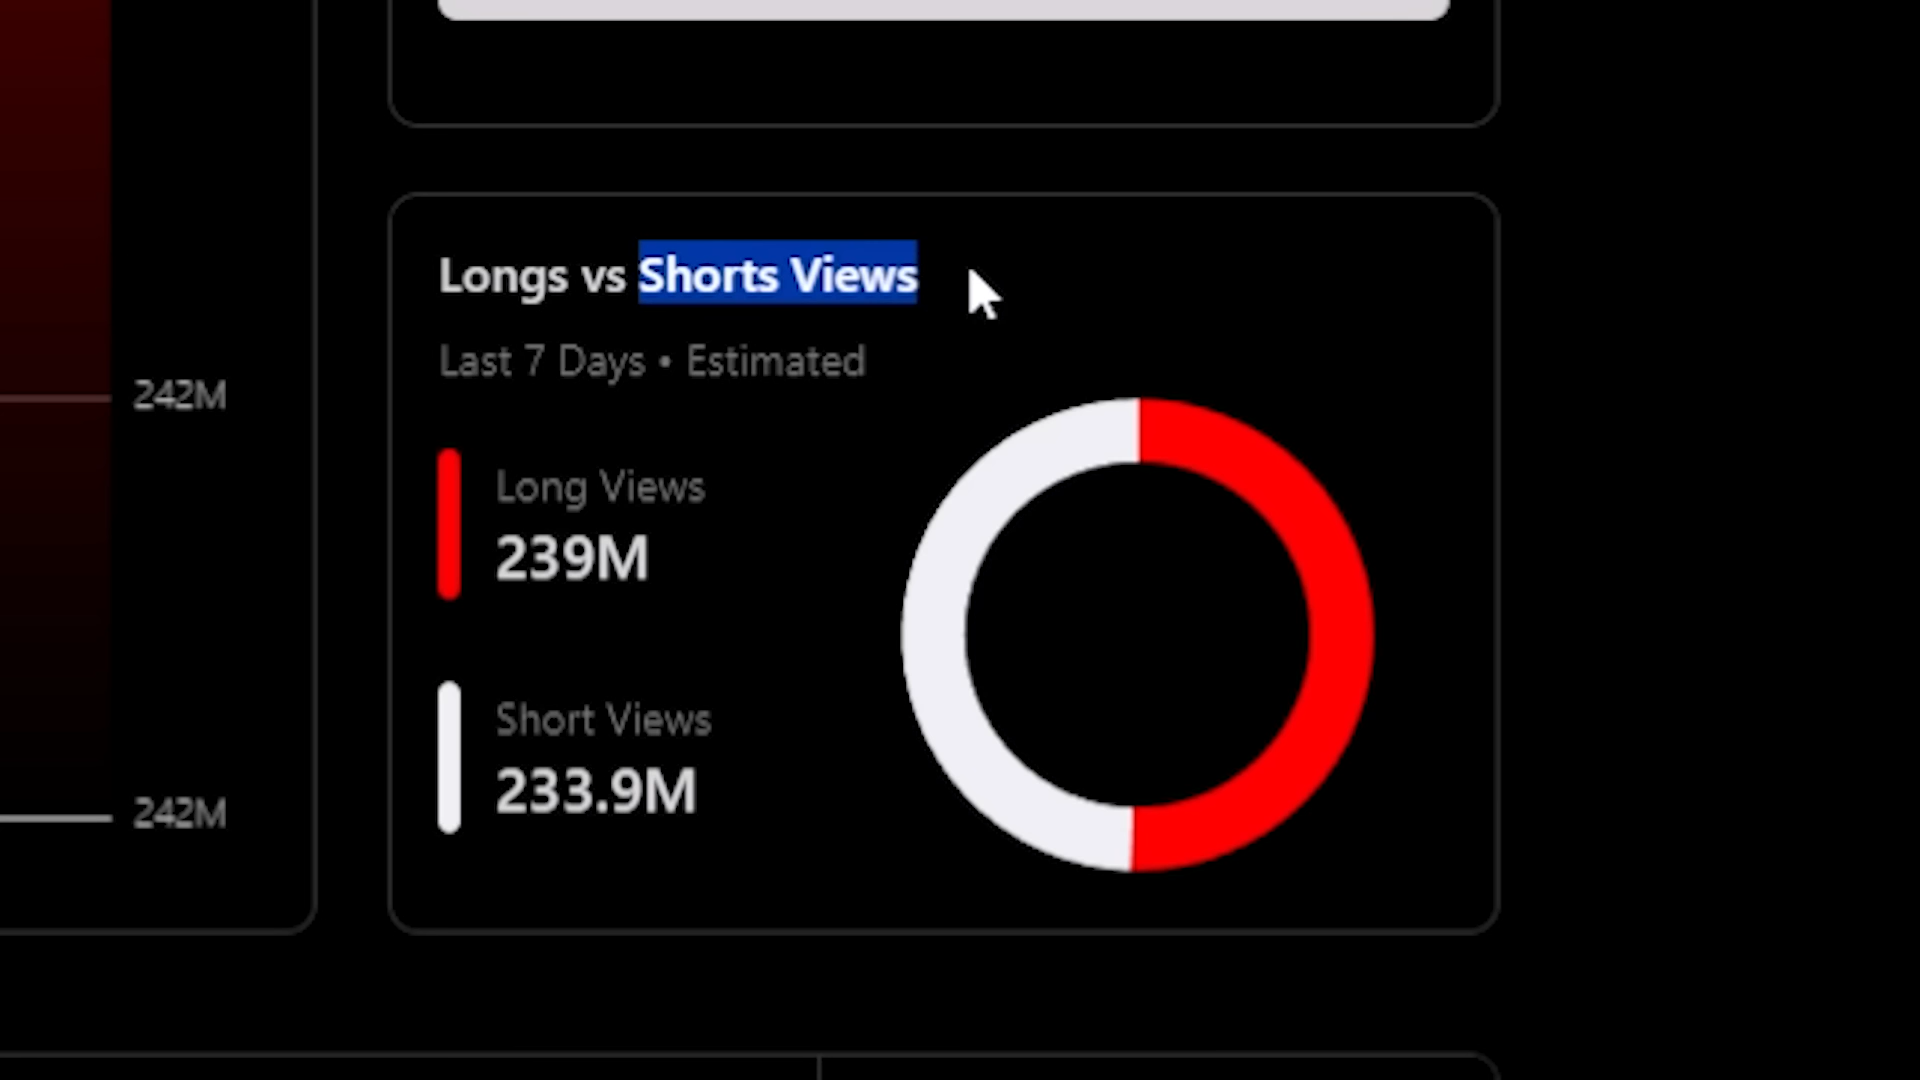 Longs vs Shorts Views
Last 7 Days • Estimated
242M
Long Views
239M
Short Views
233.9M
242M